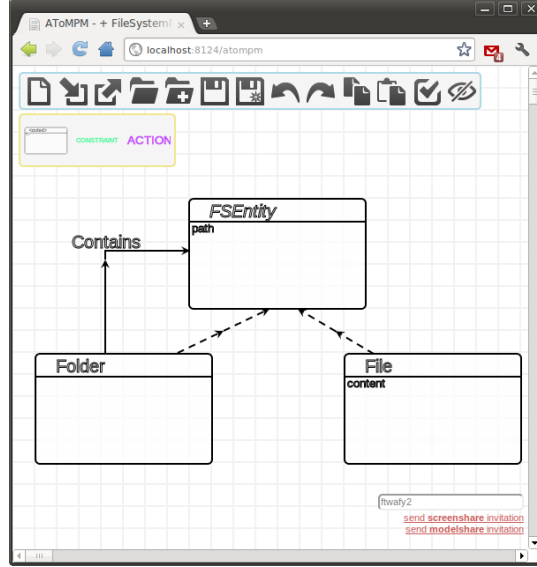 AToMPM - + FileSystem
localhost:8124/atompm
4
CONSTRAINT ACTION
FSEntity
path
Contains
Folder
File
content
ftwafy2
send screenshare invitation
send modelshare invitation